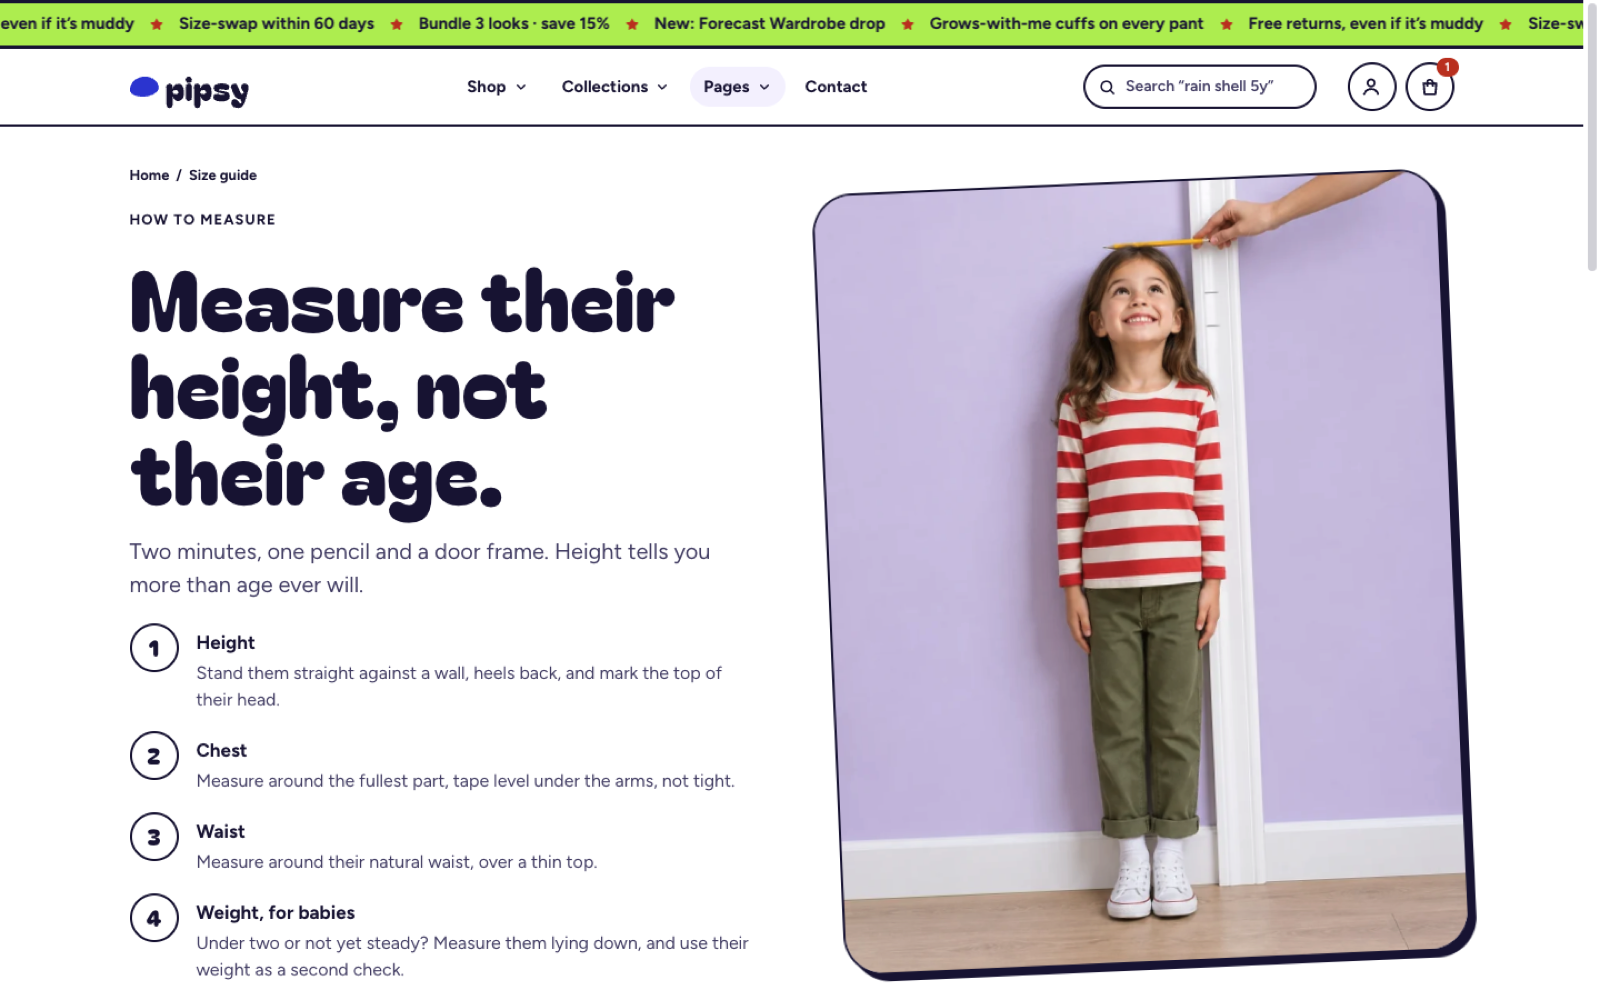 even if it's muddy ★ Size-swap within 60 days ★ Bundle 3 looks · save 15% ★ New: Forecast Wardrobe drop ★ Grows-with-me cuffs on every pant ★ Free returns, even if it's muddy ★ Size-sw
pipsy
Shop Collections Pages Contact
Search “rain shell 5y”
1
Home / Size guide
HOW TO MEASURE
Measure their
height, not
their age.
Two minutes, one pencil and a door frame. Height tells you
more than age ever will.
1
Height
Stand them straight against a wall, heels back, and mark the top of
their head.
2
Chest
Measure around the fullest part, tape level under the arms, not tight.
3
Waist
Measure around their natural waist, over a thin top.
4
Weight, for babies
Under two or not yet steady? Measure them lying down, and use their
weight as a second check.